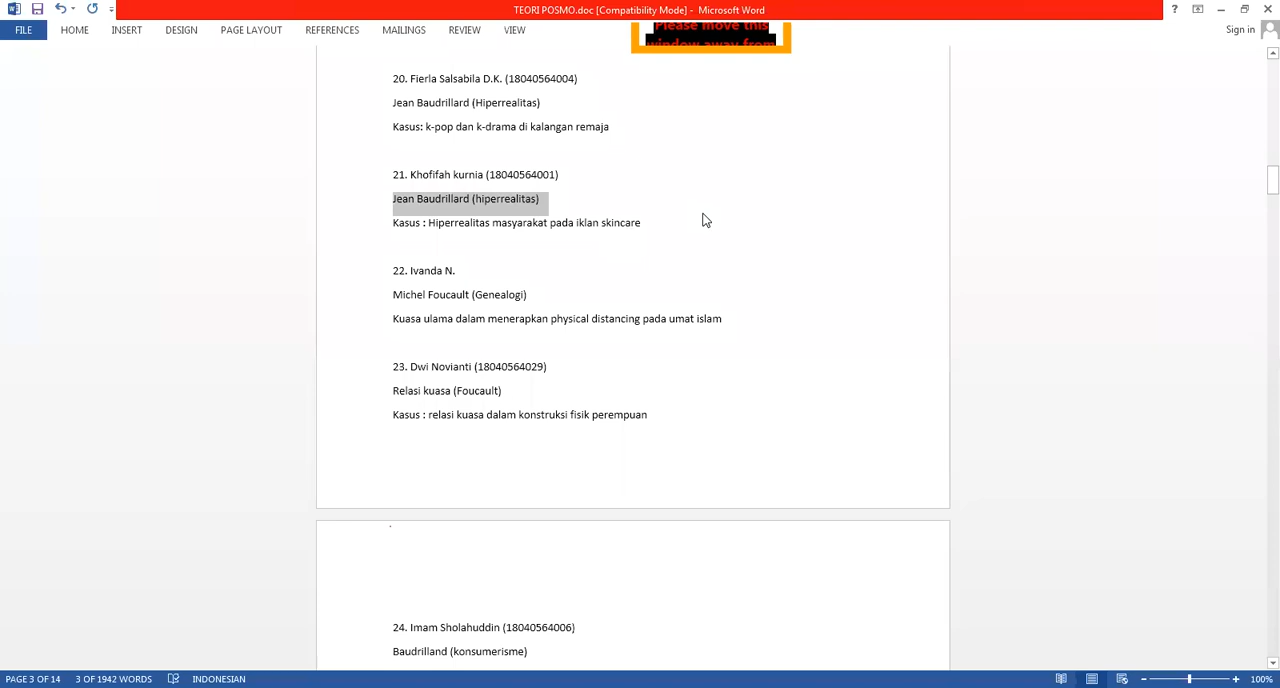 TEORI POSMO.doc [Compatibility Mode] - Microsoft Word
FILE HOME INSERT DESIGN PAGE LAYOUT REFERENCES MAILINGS REVIEW VIEW Sign in
Please move this
window away from
20. Fierla Salsabila D.K. (18040564004)
Jean Baudrillard (Hiperrealitas)
Kasus: k-pop dan k-drama di kalangan remaja
21. Khofifah kurnia (18040564001)
Jean Baudrillard (hiperrealitas)
Kasus : Hiperrealitas masyarakat pada iklan skincare
22. Ivanda N.
Michel Foucault (Genealogi)
Kuasa ulama dalam menerapkan physical distancing pada umat islam
23. Dwi Novianti (18040564029)
Relasi kuasa (Foucault)
Kasus : relasi kuasa dalam konstruksi fisik perempuan
24. Imam Sholahuddin (18040564006)
Baudrilland (konsumerisme)
PAGE 3 OF 14 3 OF 1942 WORDS INDONESIAN 100%